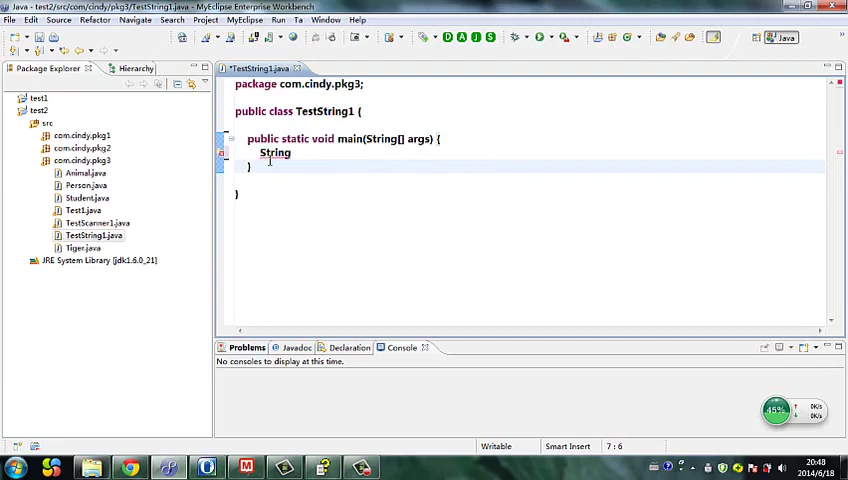 Java - test2/src/com/cindy/pkg3/TestString1.java - MyEclipse Enterprise Workbench
File Edit Source Refactor Navigate Search Project MyEclipse Run Ta Window Help
Java
Package Explorer Hierarchy
test1
test2
src
com.cindy.pkg1
com.cindy.pkg2
com.cindy.pkg3
Animal.java
Person.java
Student.java
Test1.java
TestScanner1.java
TestString1.java
Tiger.java
JRE System Library [jdk1.6.0_21]
*TestString1.java
package com.cindy.pkg3;
public class TestString1 {
public static void main(String[] args) {
String
}
}
Problems Javadoc Declaration Console
No consoles to display at this time.
45%
0K/s
0K/s
Writable Smart Insert 7 : 6
20:48
2014/6/18